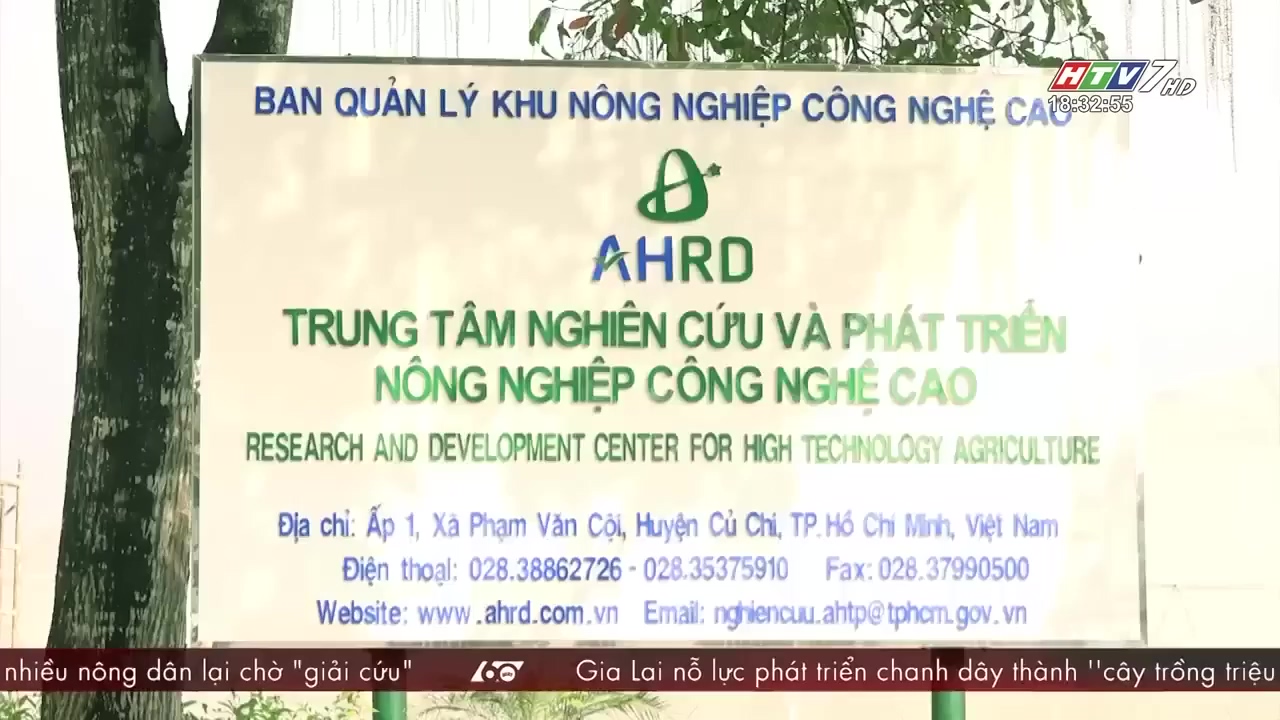 HTV7 HD
18:32:55
BAN QUẢN LÝ KHU NÔNG NGHIỆP CÔNG NGHỆ CAO
AHRD
TRUNG TÂM NGHIÊN CỨU VÀ PHÁT TRIỂN
NÔNG NGHIỆP CÔNG NGHỆ CAO
RESEARCH AND DEVELOPMENT CENTER FOR HIGH TECHNOLOGY AGRICULTURE
Địa chỉ: Ấp 1, Xã Phạm Văn Cội, Huyện Củ Chi, TP. Hồ Chí Minh, Việt Nam
Điện thoại: 028.38862726 - 028.35375910 Fax: 028.37990500
Website: www.ahrd.com.vn Email: nghiencuu.ahtp@tphcm.gov.vn
nhiều nông dân lại chờ "giải cứu" 60 giây Gia Lai nỗ lực phát triển chanh dây thành ''cây trồng triệu